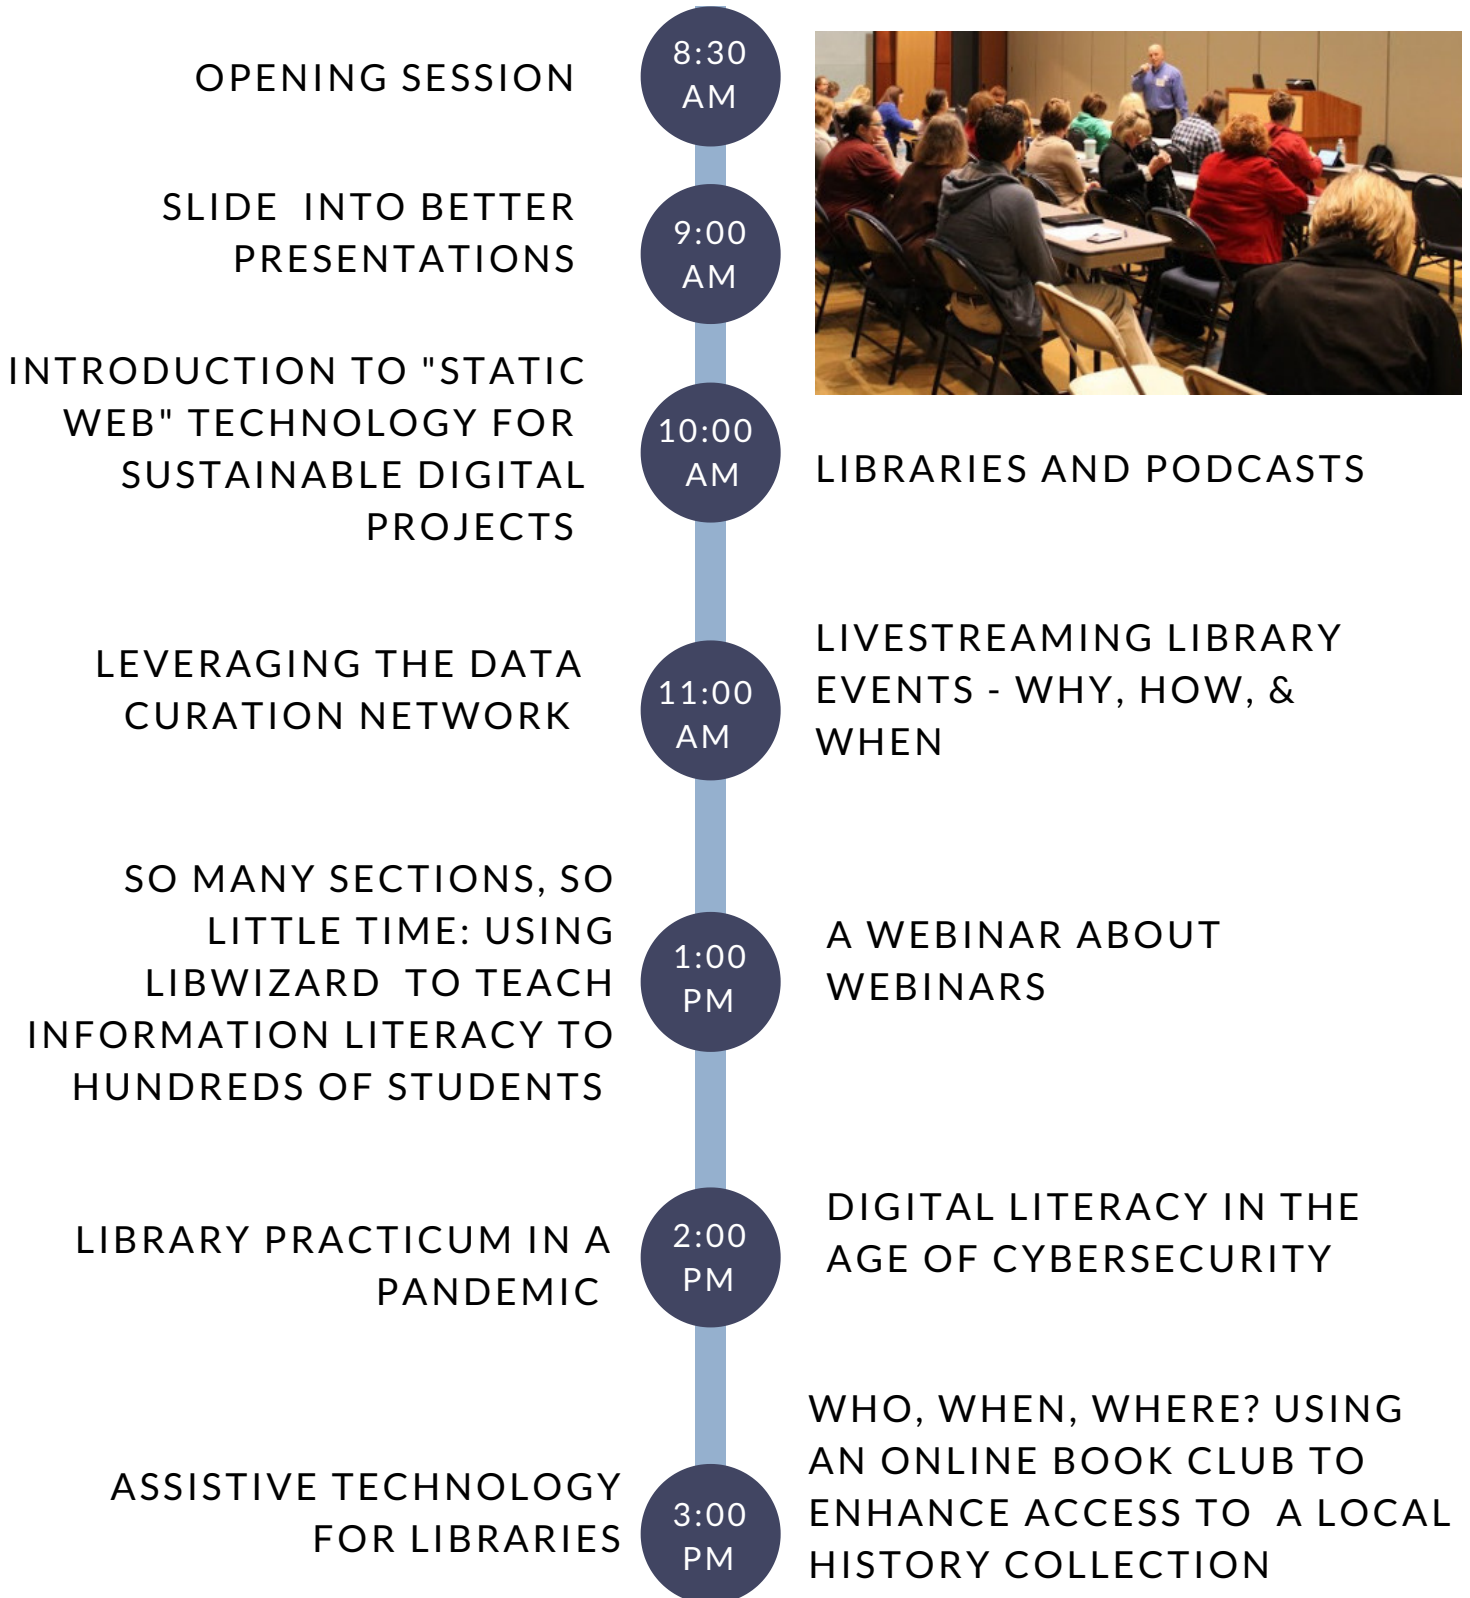 OPENING SESSION
8:30
AM
SLIDE INTO BETTER
PRESENTATIONS
9:00
AM
INTRODUCTION TO "STATIC
WEB" TECHNOLOGY FOR
SUSTAINABLE DIGITAL
PROJECTS
10:00
AM
LIBRARIES AND PODCASTS
LEVERAGING THE DATA
CURATION NETWORK
11:00
AM
LIVESTREAMING LIBRARY
EVENTS - WHY, HOW, &
WHEN
SO MANY SECTIONS, SO
LITTLE TIME: USING
LIBWIZARD TO TEACH
INFORMATION LITERACY TO
HUNDREDS OF STUDENTS
1:00
PM
A WEBINAR ABOUT
WEBINARS
LIBRARY PRACTICUM IN A
PANDEMIC
2:00
PM
DIGITAL LITERACY IN THE
AGE OF CYBERSECURITY
ASSISTIVE TECHNOLOGY
FOR LIBRARIES
3:00
PM
WHO, WHEN, WHERE? USING
AN ONLINE BOOK CLUB TO
ENHANCE ACCESS TO A LOCAL
HISTORY COLLECTION